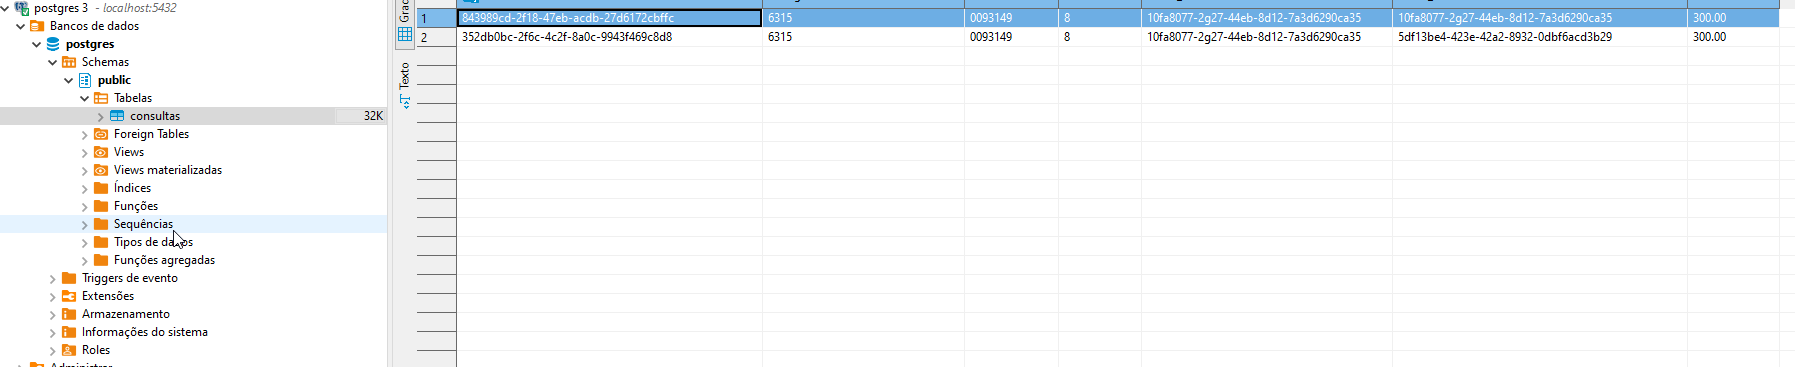 postgres 3 - localhost:5432
Bancos de dados
postgres
Schemas
public
Tabelas
consultas 32K
Foreign Tables
Views
Views materializadas
Índices
Funções
Sequências
Tipos de dados
Funções agregadas
Triggers de evento
Extensões
Armazenamento
Informações do sistema
Roles
Texto
1 843989cd-2f18-47eb-acdb-27d6172cbffc 6315 0093149 8 10fa8077-2g27-44eb-8d12-7a3d6290ca35 10fa8077-2g27-44eb-8d12-7a3d6290ca35 300.00
2 352db0bc-2f6c-4c2f-8a0c-9943f469c8d8 6315 0093149 8 10fa8077-2g27-44eb-8d12-7a3d6290ca35 5df13be4-423e-42a2-8932-0dbf6acd3b29 300.00